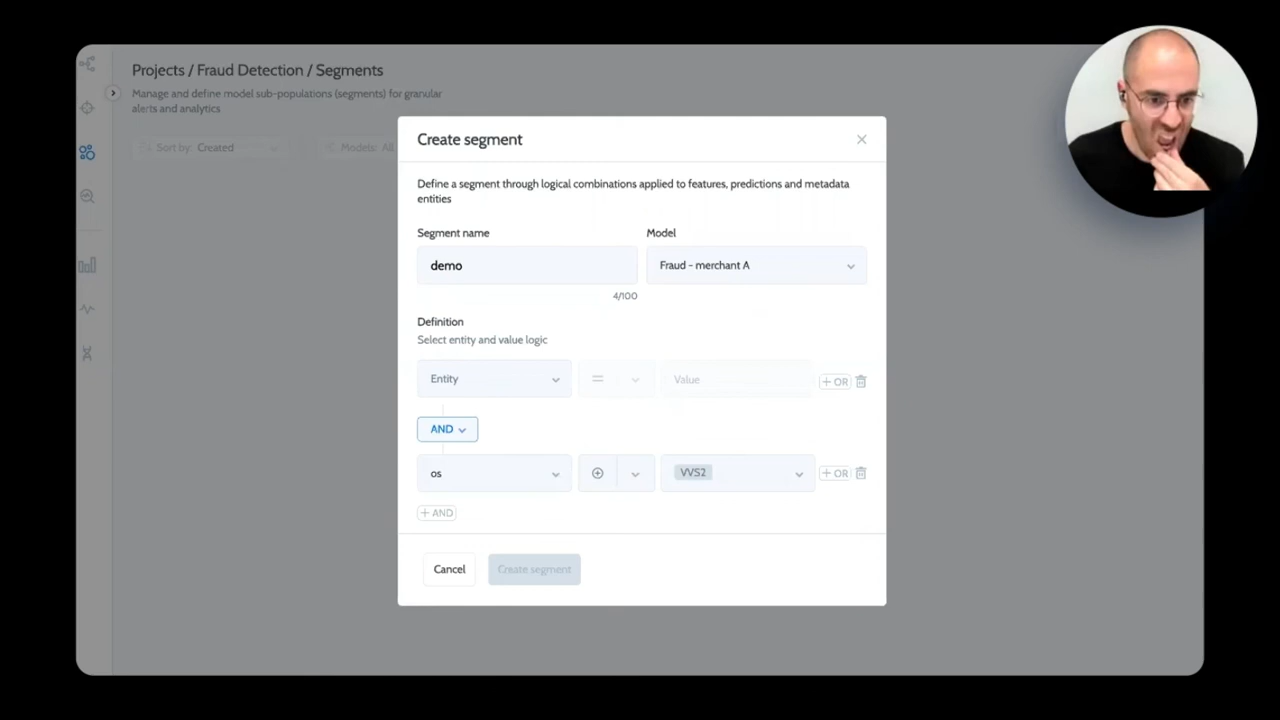 Projects / Fraud Detection / Segments
Manage and define model sub-populations (segments) for granular
alerts and analytics
Sort by: Created
Models: All
Create segment
Define a segment through logical combinations applied to features, predictions and metadata
entities
Segment name
Model
demo
Fraud - merchant A
4/100
Definition
Select entity and value logic
Entity
=
Value
+ OR
AND
os
VVS2
+ OR
+ AND
Cancel
Create segment